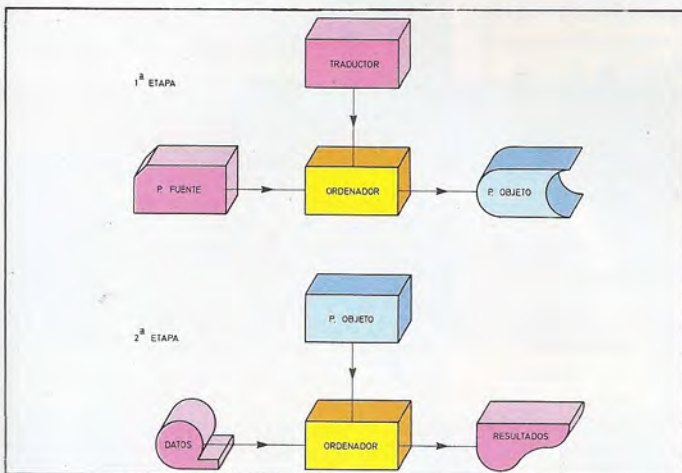 TRADUCTOR
1ª ETAPA
P. FUENTE
ORDENADOR
P. OBJETO
P. OBJETO
2ª ETAPA
DATOS
ORDENADOR
RESULTADOS